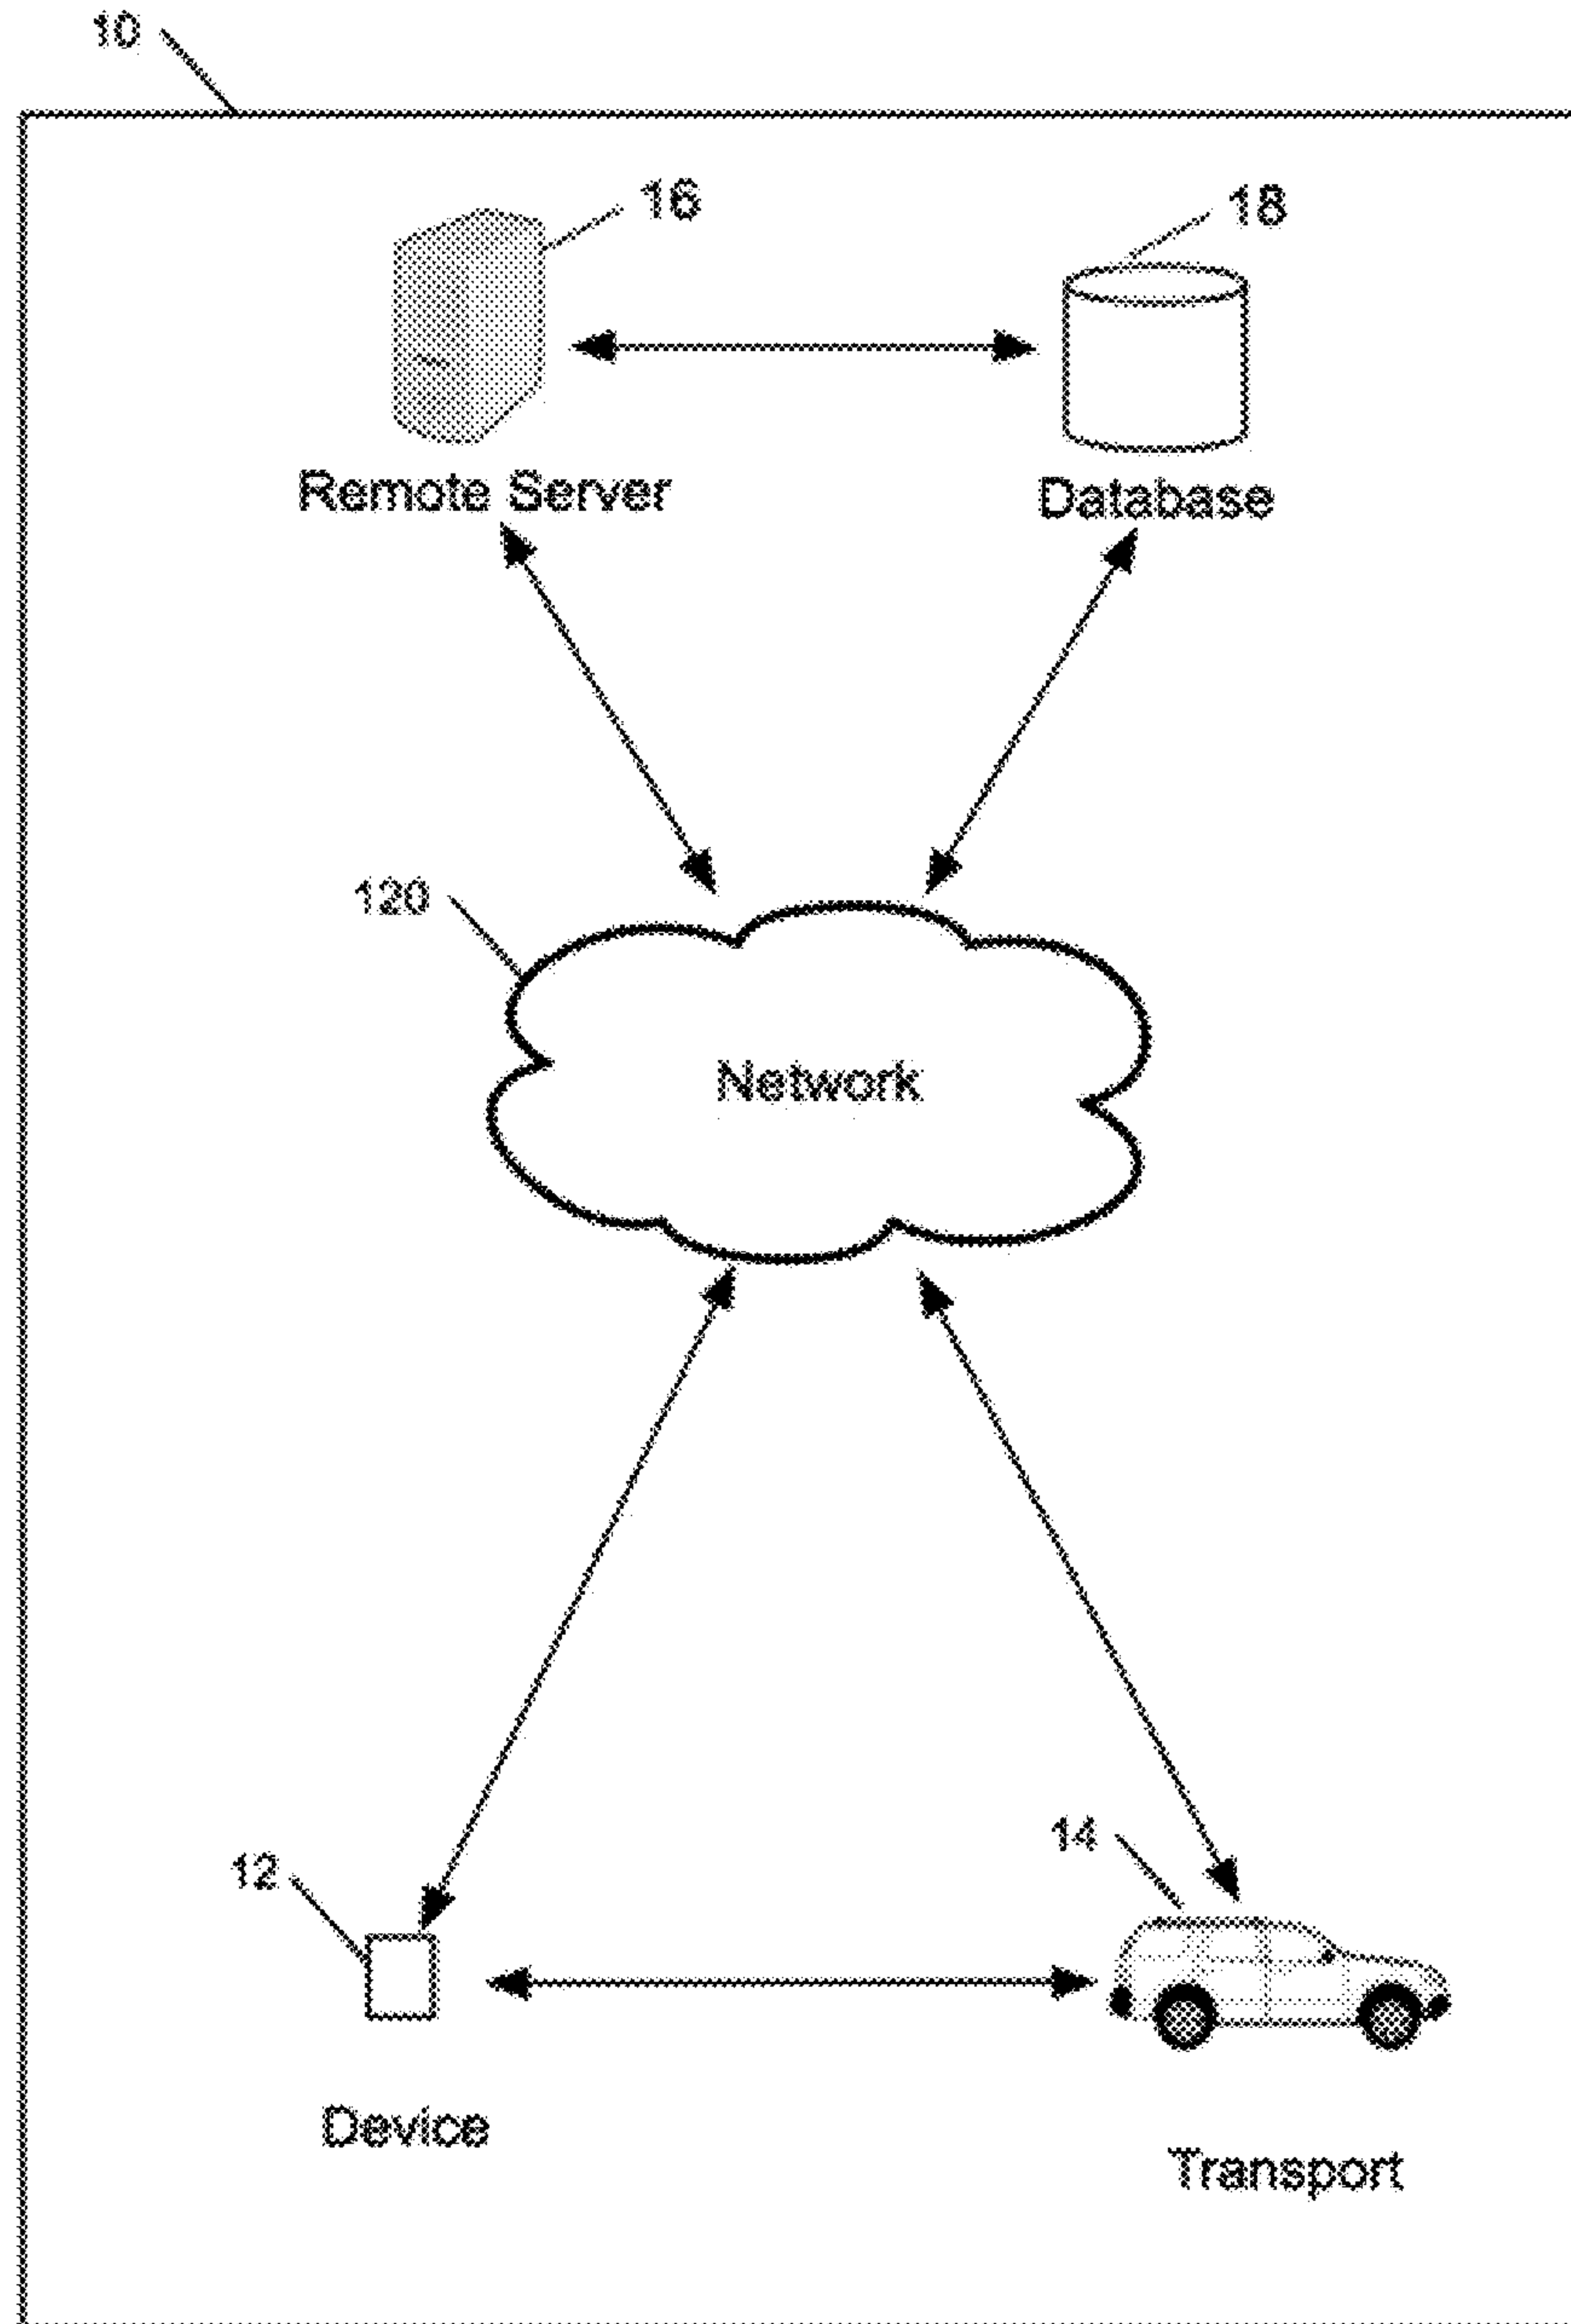 10
16
18
Remote Server
Database
120
Network
14
12
Device
Transport